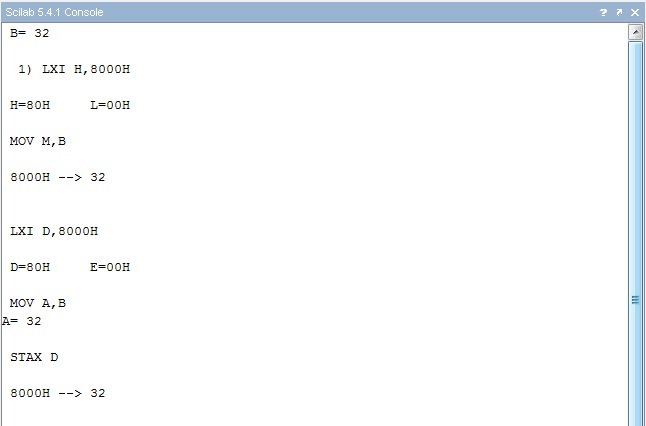 Scilab 5.4.1 Console
B= 32
1) LXI H,8000H
H=80H     L=00H
MOV M,B
8000H --> 32
LXI D,8000H
D=80H     E=00H
MOV A,B
A= 32
STAX D
8000H --> 32